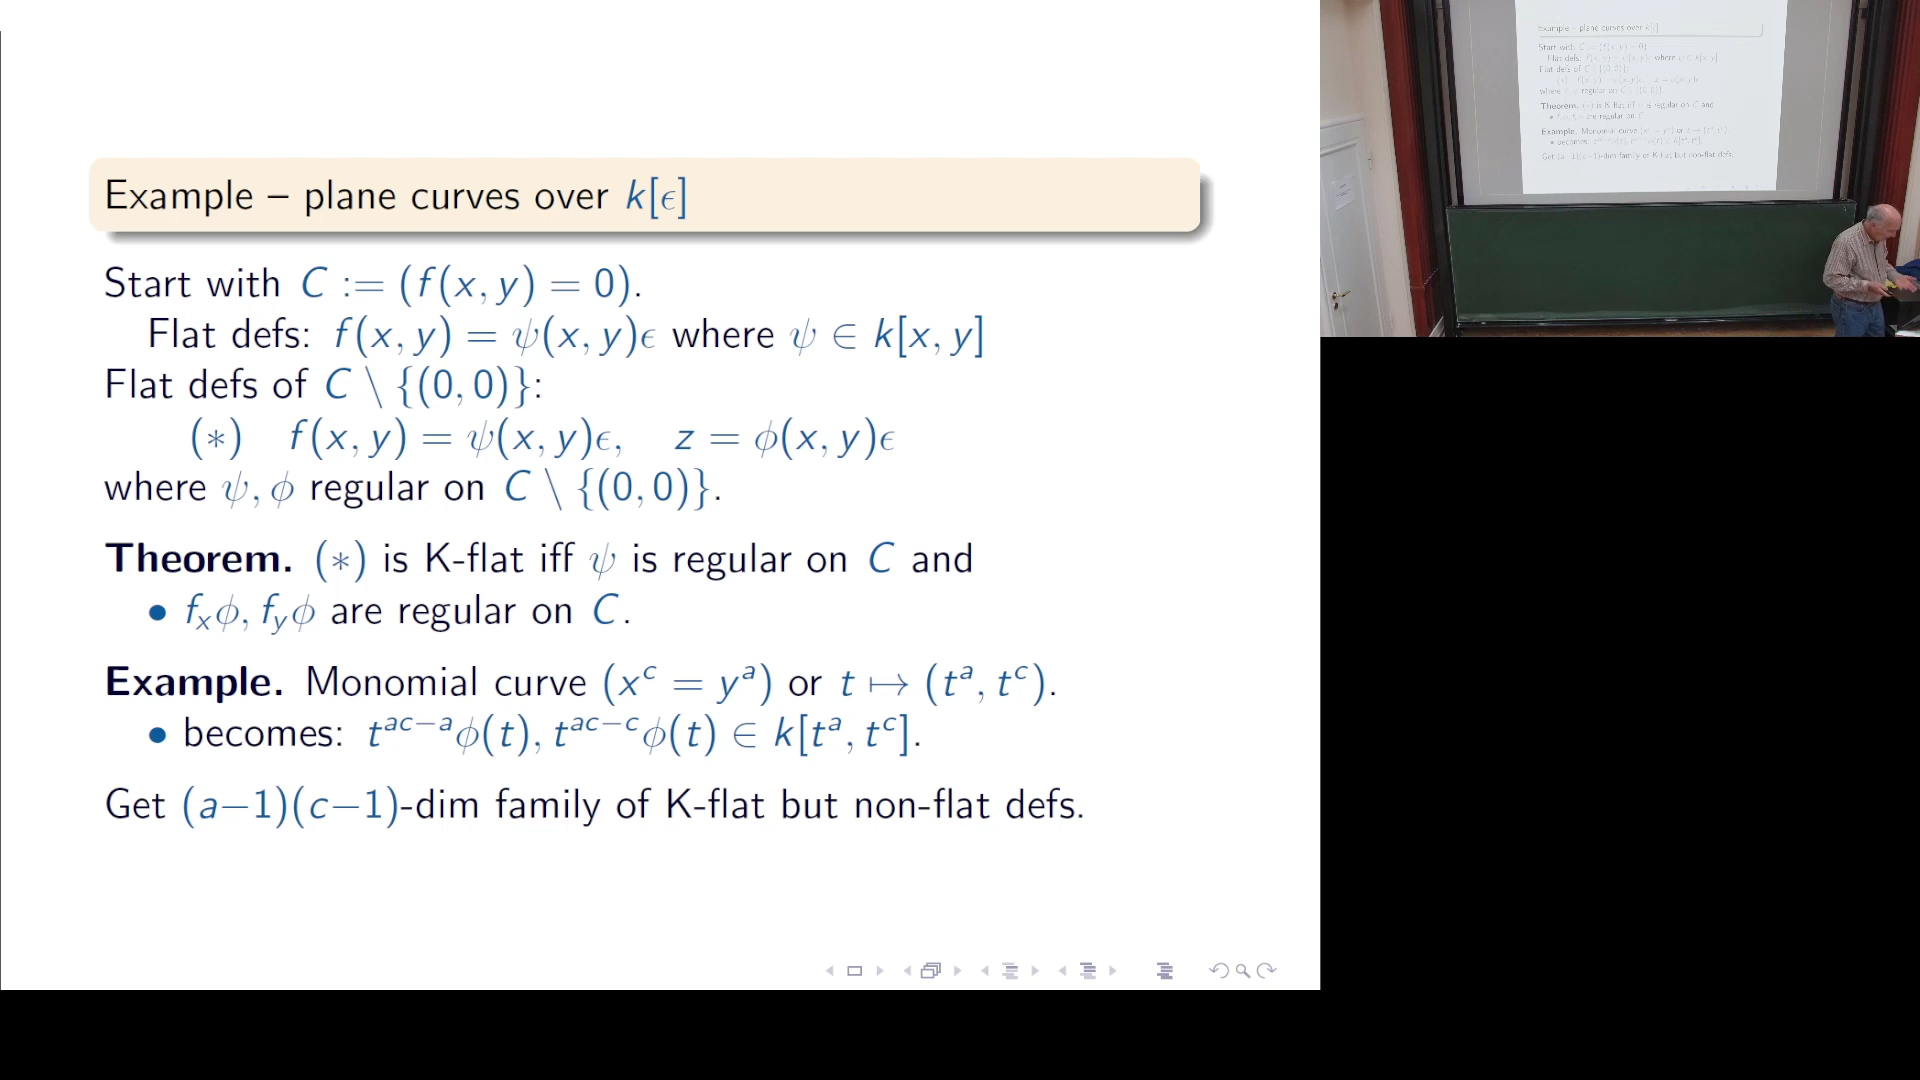 Example – plane curves over k[ϵ]
Start with C := (f(x, y) = 0).
Flat defs: f(x, y) = ψ(x, y)ϵ where ψ ∈ k[x, y]
Flat defs of C \ {(0, 0)}:
(∗) f(x, y) = ψ(x, y)ϵ, z = ϕ(x, y)ϵ
where ψ, ϕ regular on C \ {(0, 0)}.
Theorem. (∗) is K-flat iff ψ is regular on C and
• fₓϕ, f_yϕ are regular on C.
Example. Monomial curve (x^c = y^a) or t ↦ (t^a, t^c).
• becomes: t^{ac−a}ϕ(t), t^{ac−c}ϕ(t) ∈ k[t^a, t^c].
Get (a−1)(c−1)-dim family of K-flat but non-flat defs.